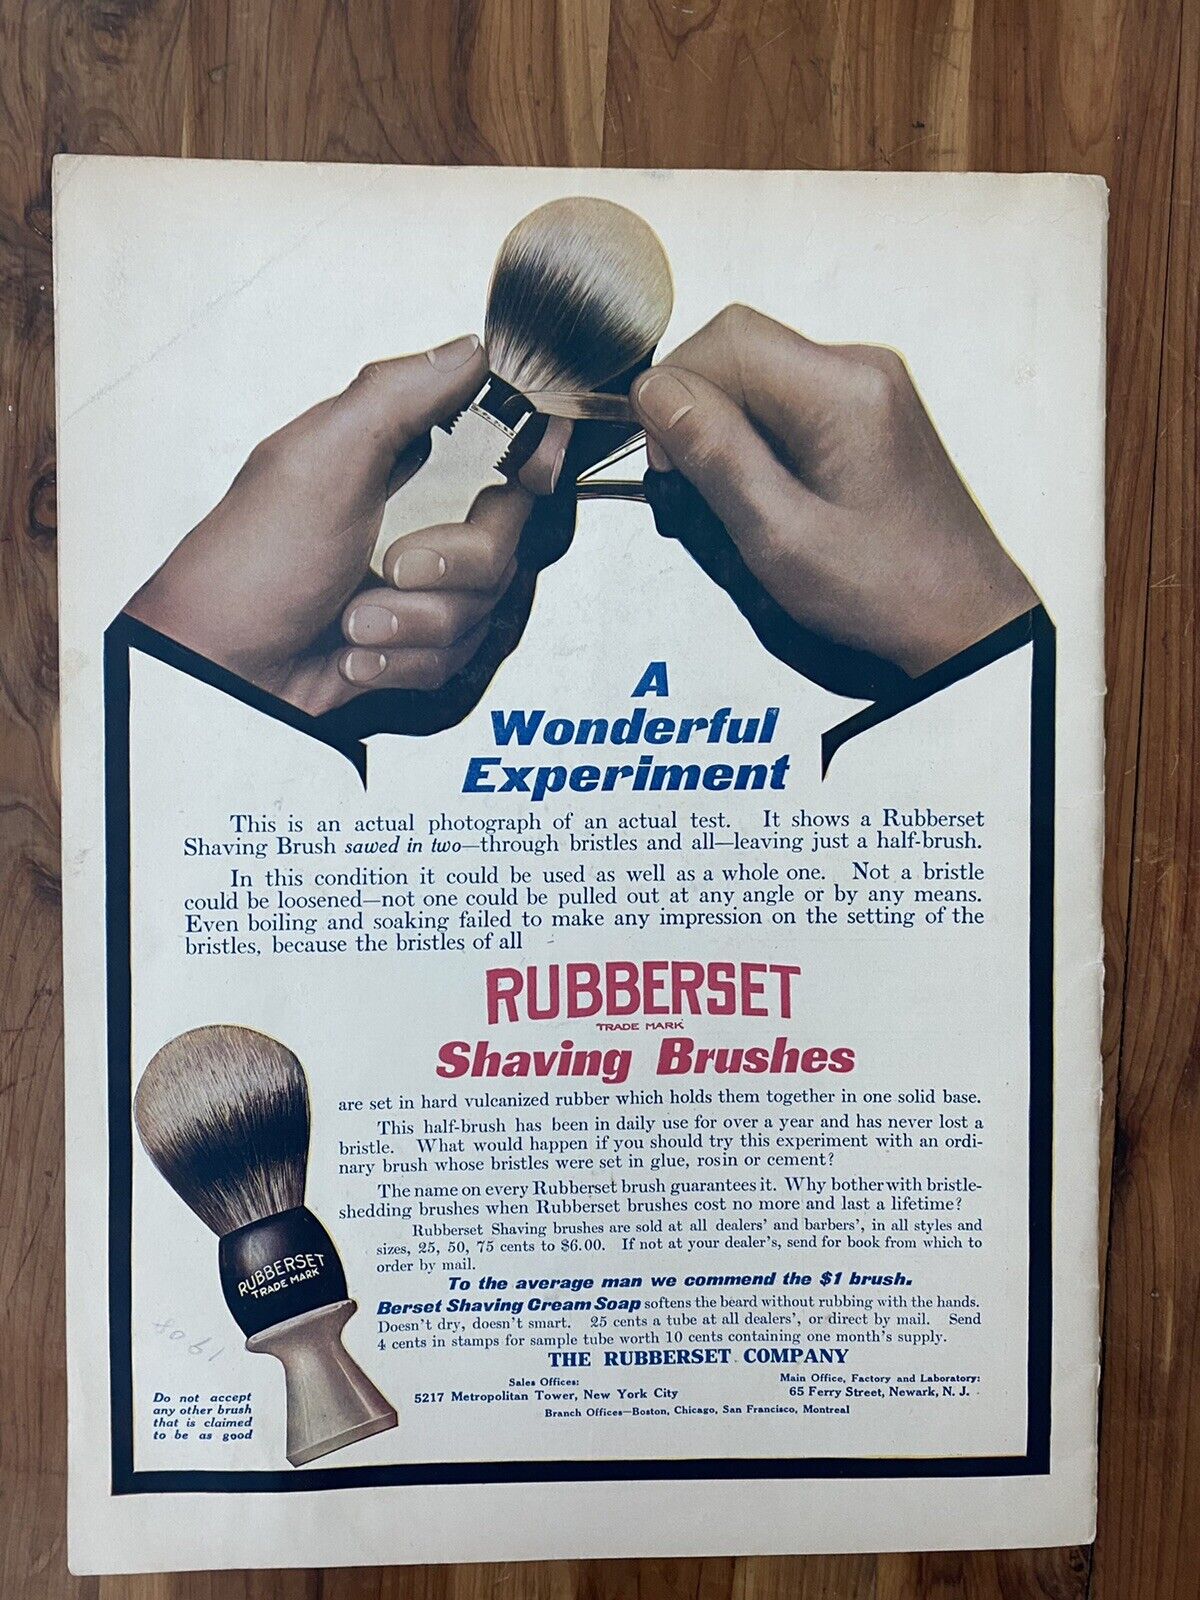 A
Wonderful
Experiment
This is an actual photograph of an actual test. It shows a Rubberset
Shaving Brush sawed in two—through bristles and all—leaving just a half-brush.
In this condition it could be used as well as a whole one. Not a bristle
could be loosened—not one could be pulled out at any angle or by any means.
Even boiling and soaking failed to make any impression on the setting of the
bristles, because the bristles of all
RUBBERSET
TRADE MARK
Shaving Brushes
are set in hard vulcanized rubber which holds them together in one solid base.
This half-brush has been in daily use for over a year and has never lost a
bristle. What would happen if you should try this experiment with an ordi-
nary brush whose bristles were set in glue, rosin or cement?
The name on every Rubberset brush guarantees it. Why bother with bristle-
shedding brushes when Rubberset brushes cost no more and last a lifetime?
Rubberset Shaving brushes are sold at all dealers' and barbers', in all styles and
sizes, 25, 50, 75 cents to $6.00. If not at your dealer's, send for book from which to
order by mail.
To the average man we commend the $1 brush.
Berset Shaving Cream Soap softens the beard without rubbing with the hands.
Doesn't dry, doesn't smart. 25 cents a tube at all dealers', or direct by mail. Send
4 cents in stamps for sample tube worth 10 cents containing one month's supply.
THE RUBBERSET COMPANY
Sales Offices:
5217 Metropolitan Tower, New York City
Main Office, Factory and Laboratory:
65 Ferry Street, Newark, N. J.
Branch Offices—Boston, Chicago, San Francisco, Montreal
RUBBERSET
TRADE MARK
1908
Do not accept
any other brush
that is claimed
to be as good